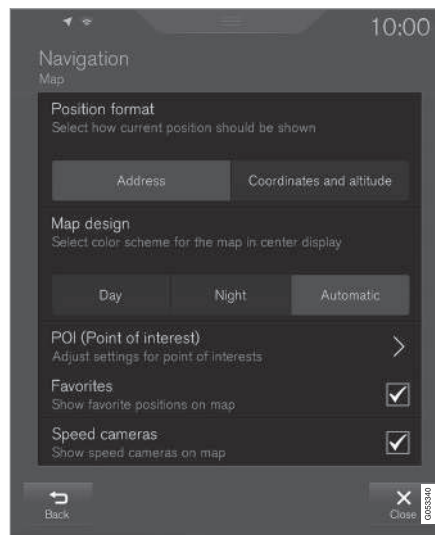 10:00
Navigation
Map
Position format
Select how current position should be shown
Address Coordinates and altitude
Map design
Select color scheme for the map in center display
Day Night Automatic
POI (Point of interest)
Adjust settings for point of interests
Favorites
Show favorite positions on map
Speed cameras
Show speed cameras on map
Back Close
G053340